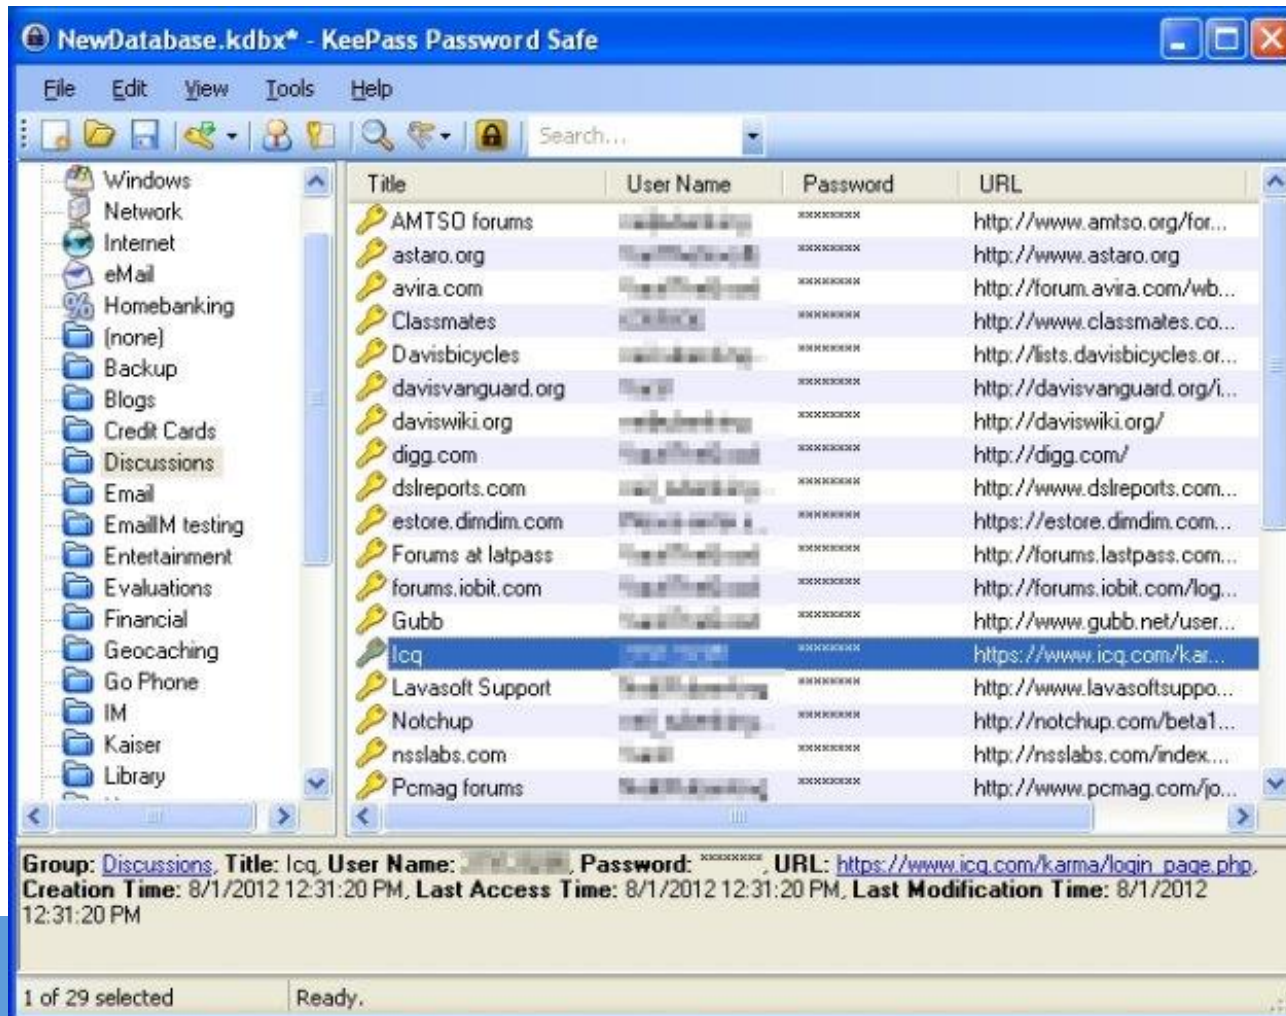 NewDatabase.kdbx* - KeePass Password Safe
File Edit View Tools Help
Search...
Windows
Network
Internet
eMail
Homebanking
(none)
Backup
Blogs
Credit Cards
Discussions
Email
EmailIM testing
Entertainment
Evaluations
Financial
Geocaching
Go Phone
IM
Kaiser
Library
Title User Name Password URL
AMTSO forums ******** http://www.amtso.org/for...
astaro.org ******** http://www.astaro.org
avira.com ******** http://forum.avira.com/wb...
Classmates ******** http://www.classmates.co...
Davisbicycles ******** http://lists.davisbicycles.or...
davisvanguard.org ******** http://davisvanguard.org/i...
daviswiki.org ******** http://daviswiki.org/
digg.com ******** http://digg.com/
dslreports.com ******** http://www.dslreports.com...
estore.dimdim.com ******** https://estore.dimdim.com...
Forums at latpass ******** http://forums.lastpass.com...
forums.iobit.com ******** http://forums.iobit.com/log...
Gubb ******** http://www.gubb.net/user...
Icq ******** https://www.icq.com/kar...
Lavasoft Support ******** http://www.lavasoftsuppo...
Notchup ******** http://notchup.com/beta1...
nsslabs.com ******** http://nsslabs.com/index....
Pcmag forums ******** http://www.pcmag.com/jo...
Group: Discussions, Title: Icq, User Name: , Password: ********, URL: https://www.icq.com/karma/login_page.php,
Creation Time: 8/1/2012 12:31:20 PM, Last Access Time: 8/1/2012 12:31:20 PM, Last Modification Time: 8/1/2012
12:31:20 PM
1 of 29 selected Ready.